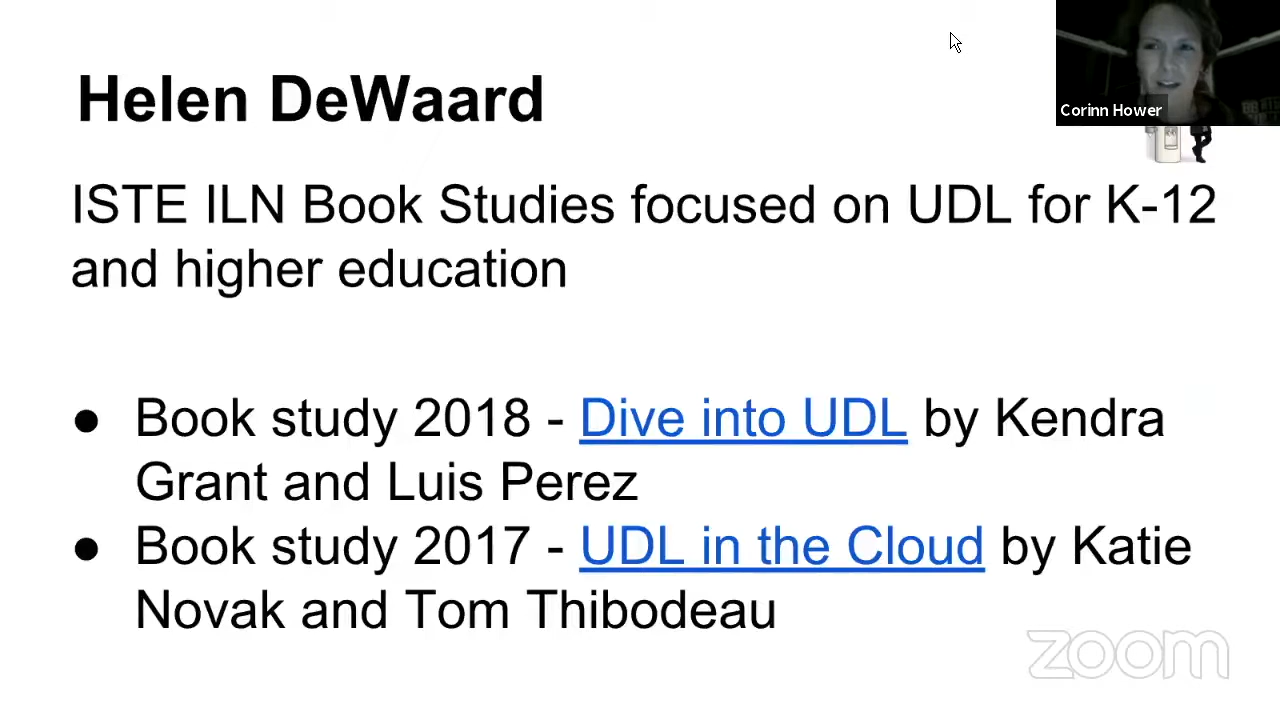 Helen DeWaard
Corinn Hower
ISTE ILN Book Studies focused on UDL for K-12
and higher education
● Book study 2018 - Dive into UDL by Kendra
Grant and Luis Perez
● Book study 2017 - UDL in the Cloud by Katie
Novak and Tom Thibodeau
zoom